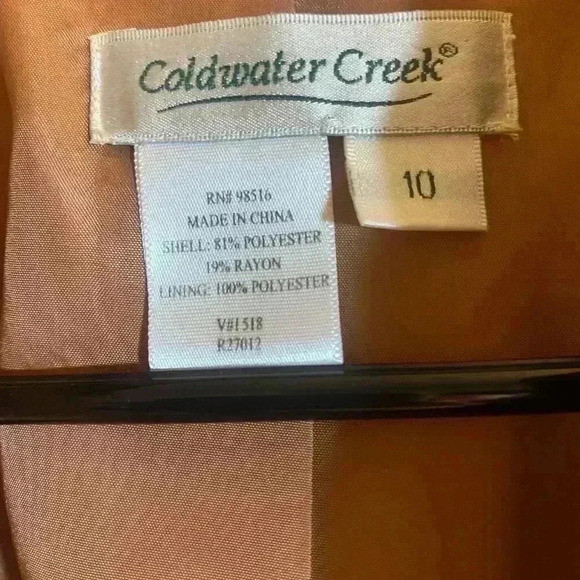 Coldwater Creek®
10
RN# 98516
MADE IN CHINA
SHELL: 81% POLYESTER
19% RAYON
LINING: 100% POLYESTER
V#1518
R27012